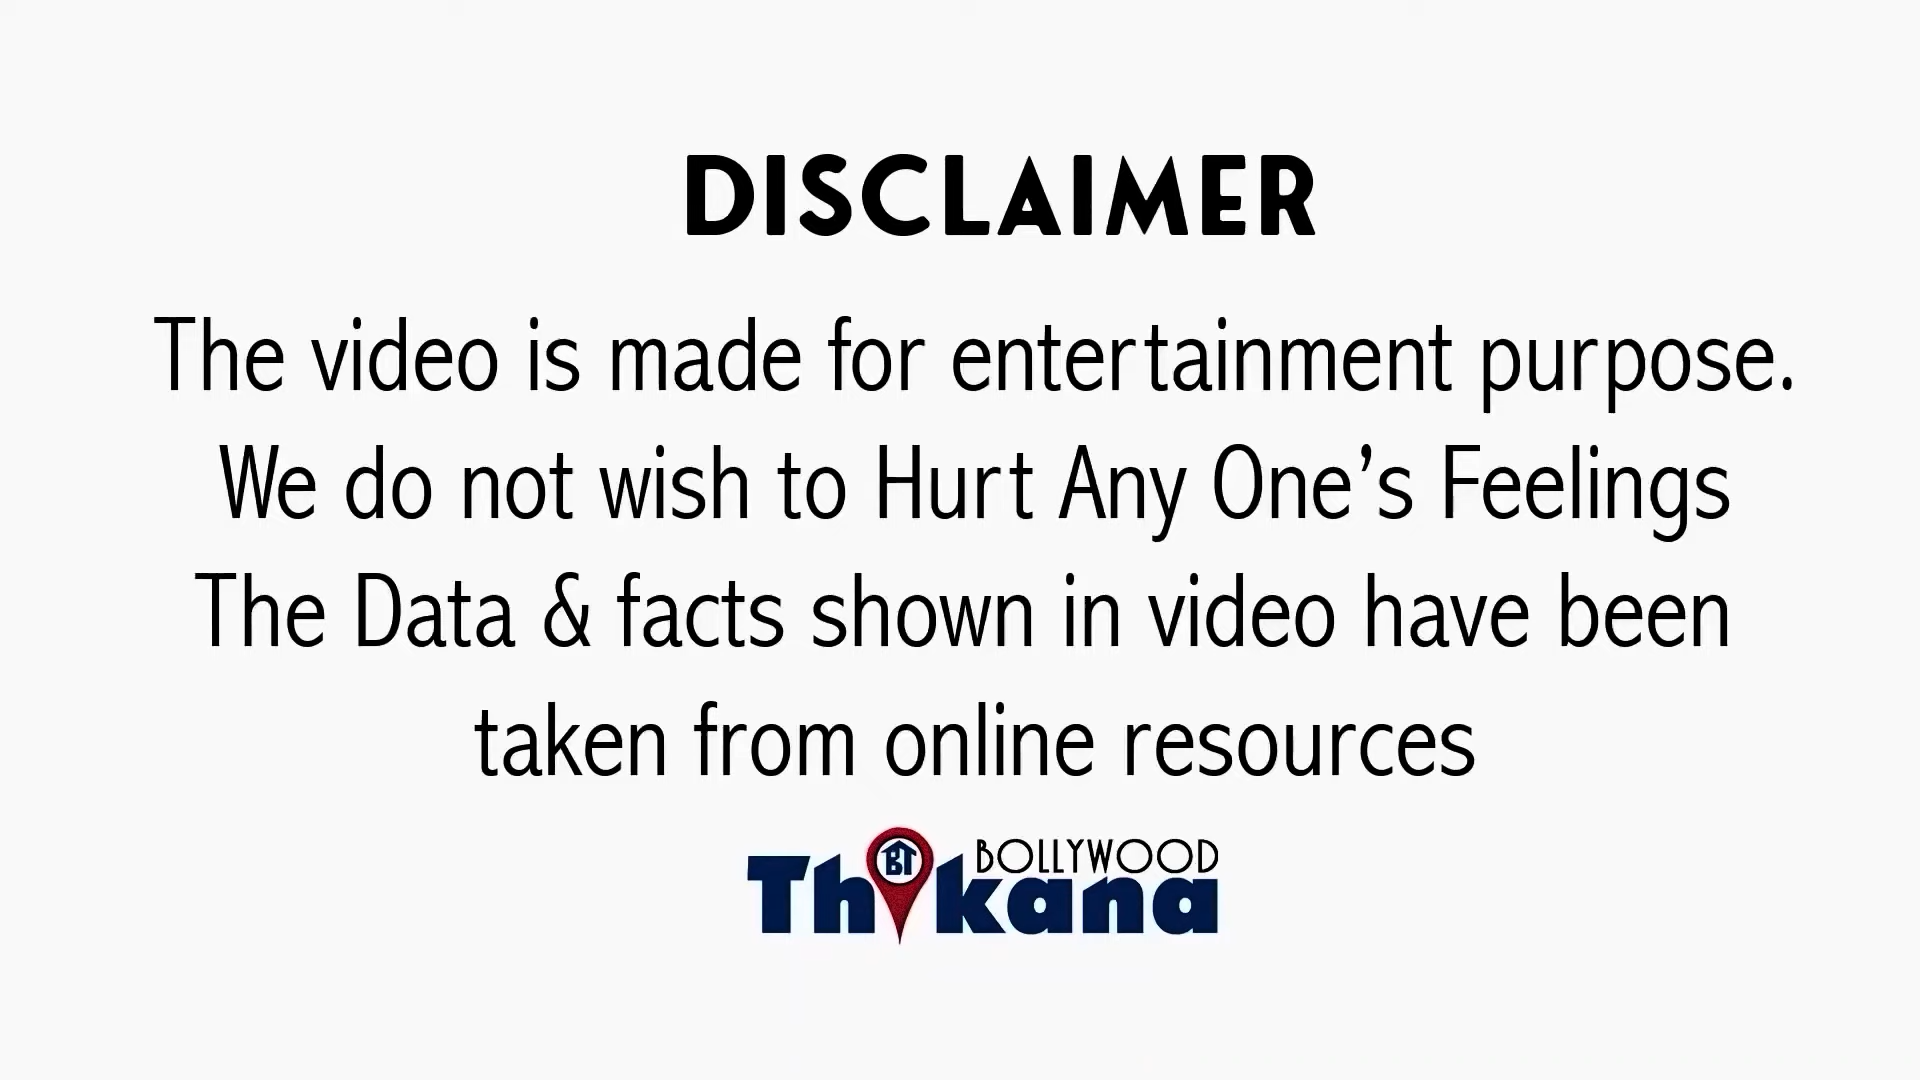 DISCLAIMER
The video is made for entertainment purpose.
We do not wish to Hurt Any One’s Feelings
The Data & facts shown in video have been
taken from online resources
BOLLYWOOD
BT
Thikana